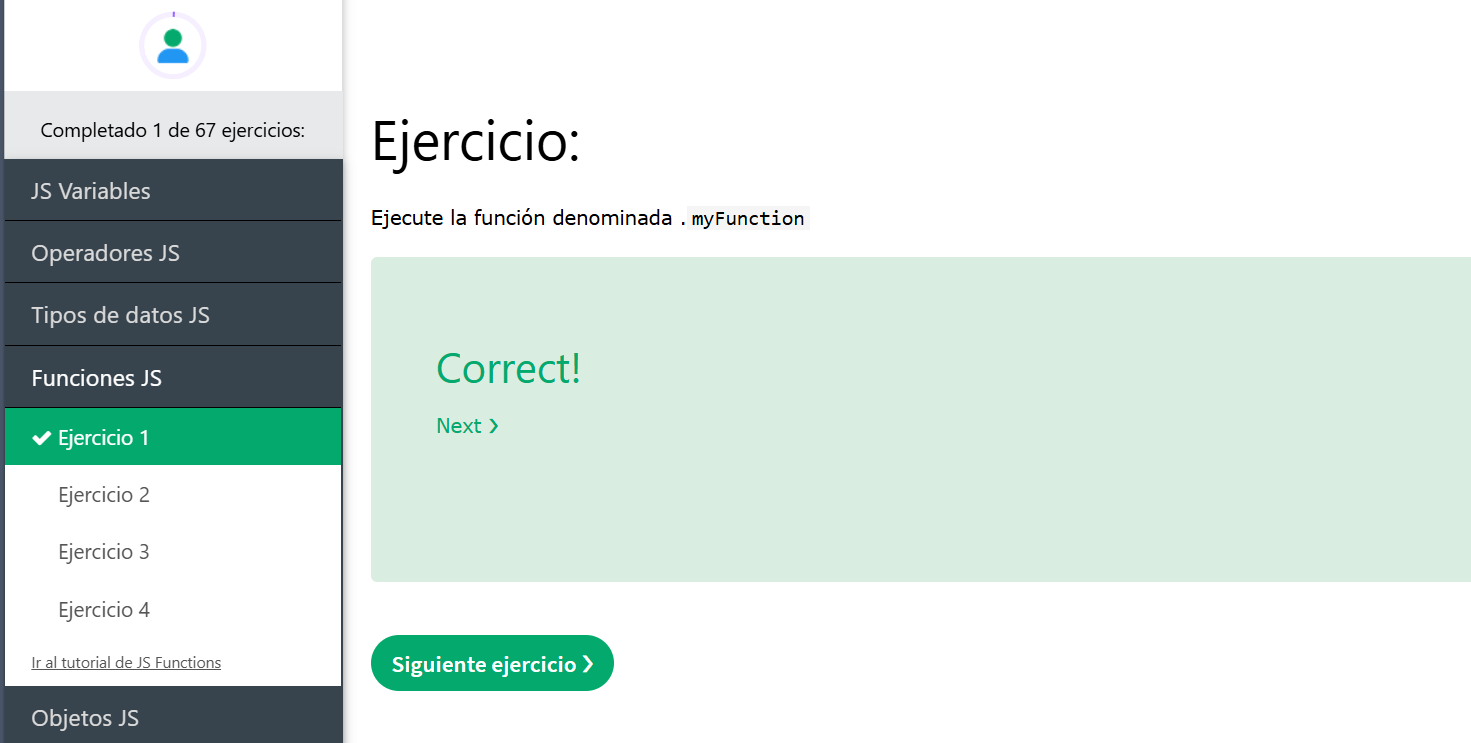 Completado 1 de 67 ejercicios:
JS Variables
Operadores JS
Tipos de datos JS
Funciones JS
Ejercicio 1
Ejercicio 2
Ejercicio 3
Ejercicio 4
Ir al tutorial de JS Functions
Objetos JS
Ejercicio:
Ejecute la función denominada . myFunction
Correct!
Next ❯
Siguiente ejercicio ❯